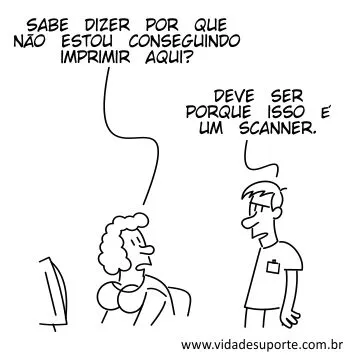 SABE DIZER POR QUE
NÃO ESTOU CONSEGUINDO
IMPRIMIR AQUI?
DEVE SER
PORQUE ISSO É
UM SCANNER.
www.vidadesuporte.com.br